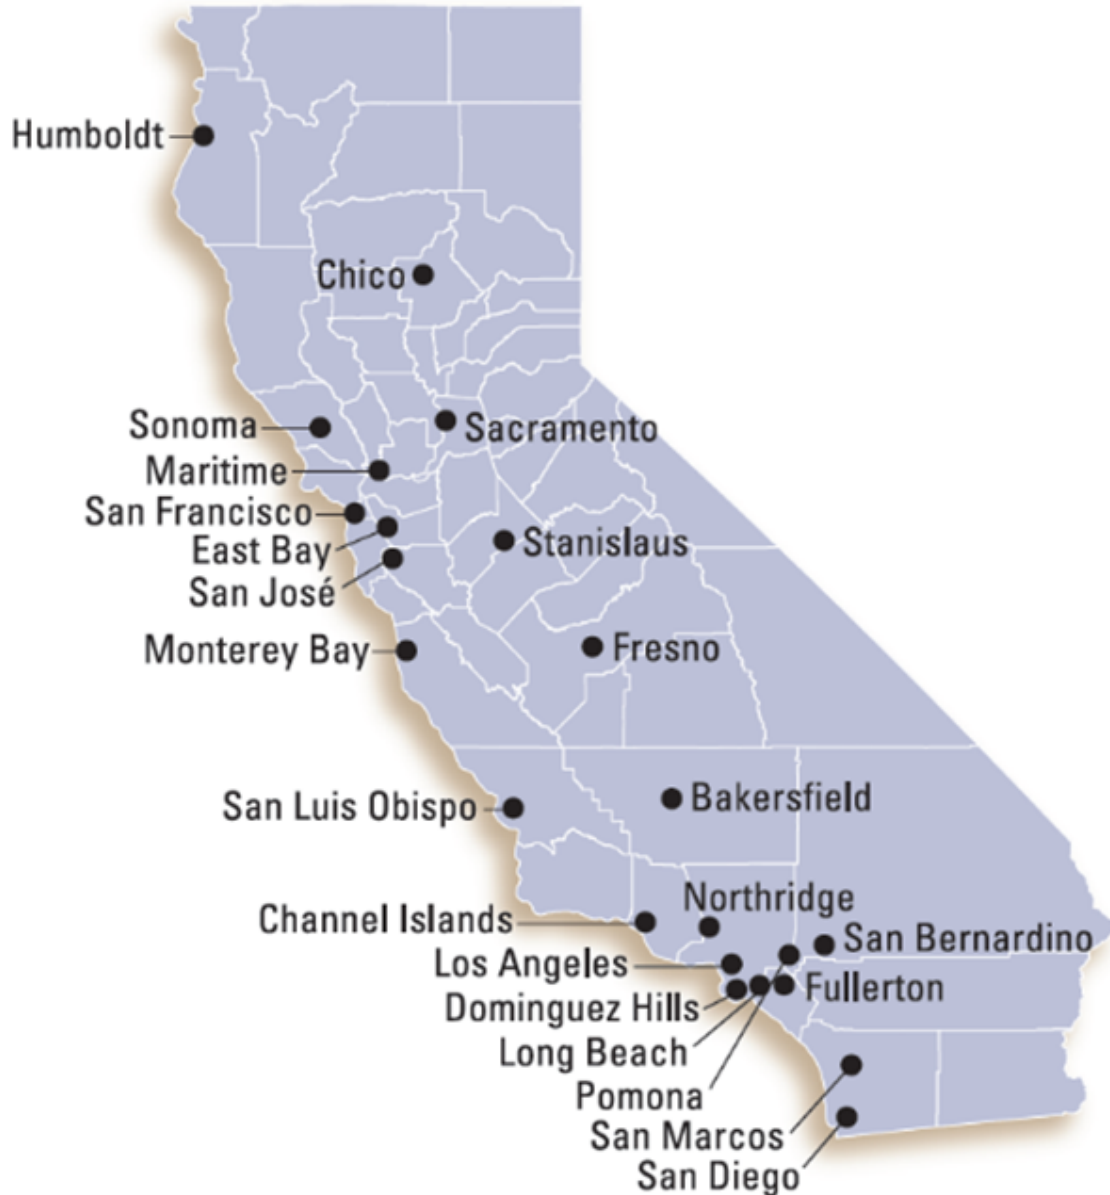 Humboldt
Chico
Sonoma
Sacramento
Maritime
San Francisco
East Bay
Stanislaus
San José
Monterey Bay
Fresno
San Luis Obispo
Bakersfield
Northridge
Channel Islands
San Bernardino
Los Angeles
Fullerton
Dominguez Hills
Long Beach
Pomona
San Marcos
San Diego